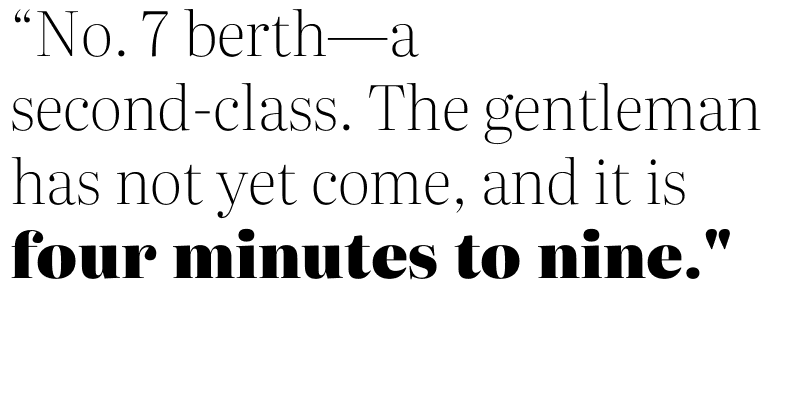 “No. 7 berth—a
second-class. The gentleman
has not yet come, and it is
four minutes to nine."